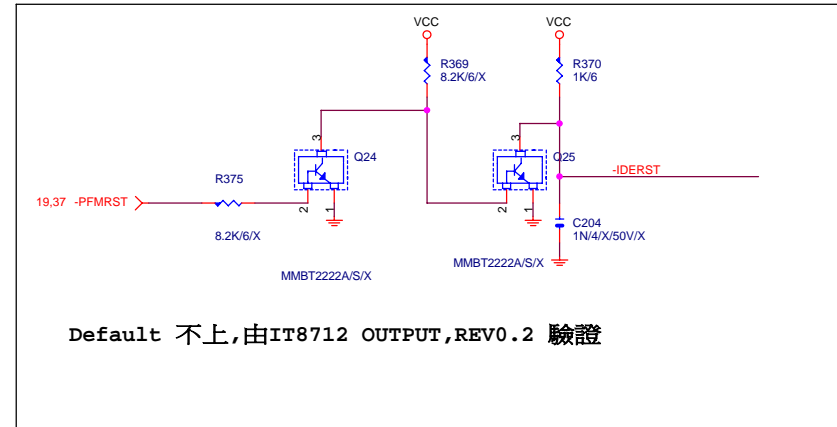 VCC VCC
R369
8.2K/6/X
R370
1K/6
3
Q24
3
Q25
-IDERST
R375
19,37 -PFMRST
2
1
2
1
8.2K/6/X
C204
1N/4/X/50V/X
MMBT2222A/S/X
MMBT2222A/S/X
Default 不上,由IT8712 OUTPUT,REV0.2 驗證